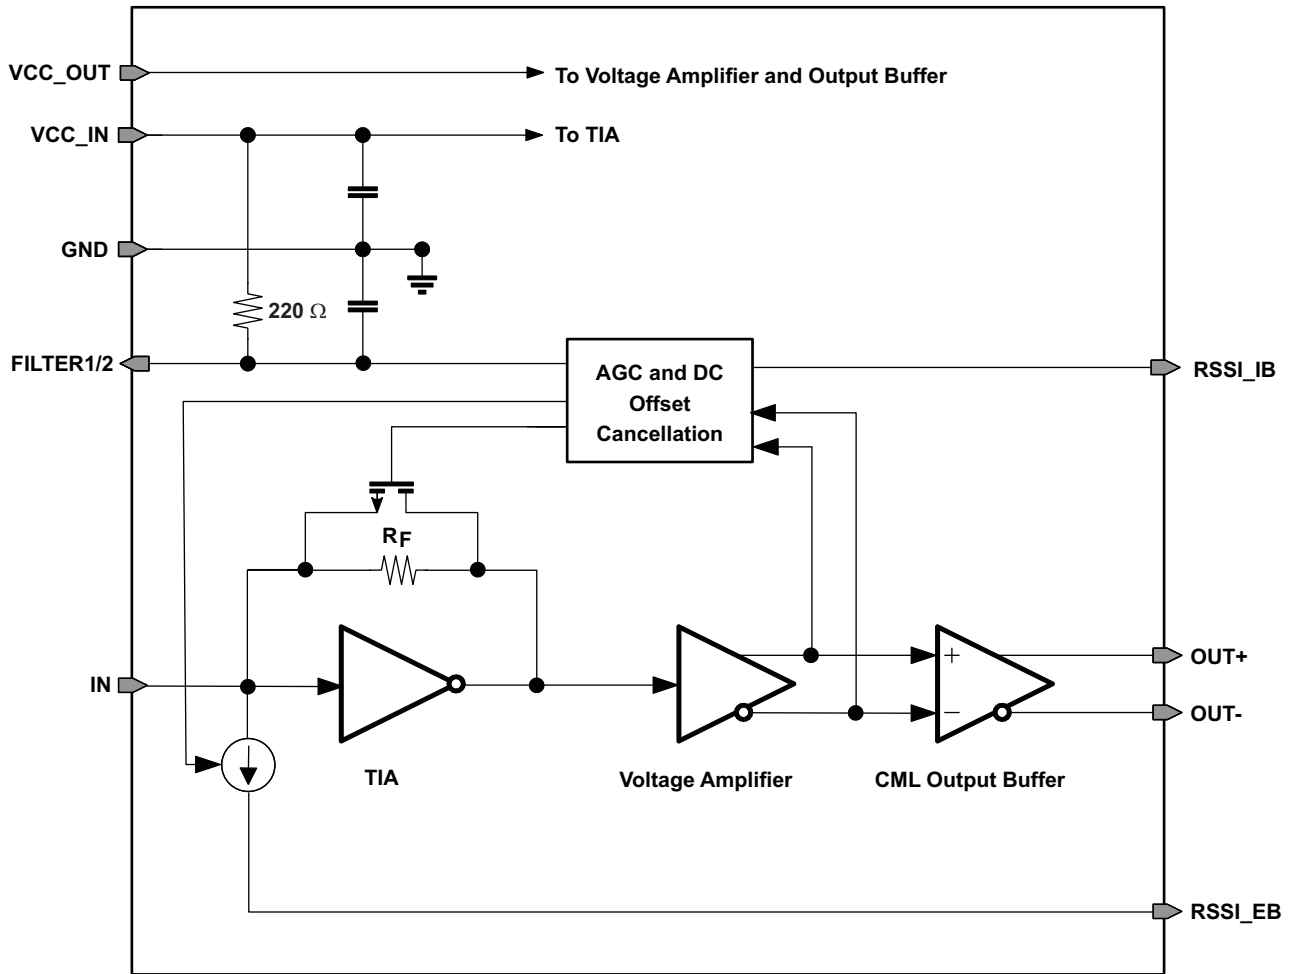 VCC_OUT
To Voltage Amplifier and Output Buffer
VCC_IN
To TIA
GND
220 Ω
FILTER1/2
AGC and DC
Offset
Cancellation
RSSI_IB
RF
IN
+
−
OUT+
OUT-
TIA
Voltage Amplifier
CML Output Buffer
RSSI_EB